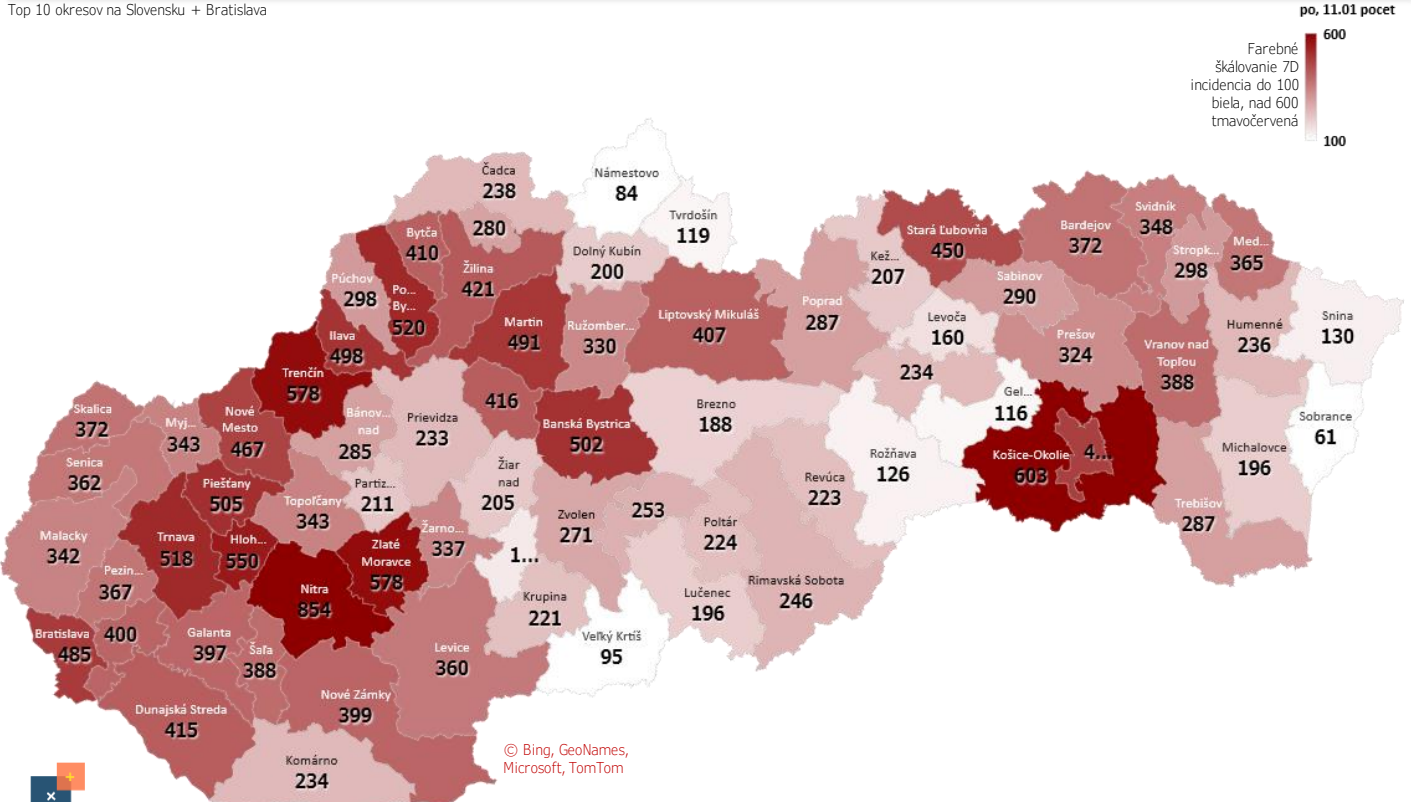 Top 10 okresov na Slovensku + Bratislava
po, 11.01 pocet
600
Farebné
škálovanie 7D
incidencia do 100
biela, nad 600
tmavočervená
100
Čadca
238
280
Námestovo
84
Tvrdošín
119
Bytča
410
Žilina
421
Dolný Kubín
200
Púchov
298
Po...
By...
520
Ilava
498
Martin
491
Ružomber...
330
Liptovský Mikuláš
407
Poprad
287
Kež...
207
Stará Ľubovňa
450
Bardejov
372
Svidník
348
Stropk...
298
Med...
365
Sabinov
290
Levoča
160
Prešov
324
Vranov nad
Topľou
388
Humenné
236
Snina
130
234
Gel...
116
Sobrance
61
Michalovce
196
Košice-Okolie
603
4...
Trebišov
287
Rožňava
126
Revúca
223
Brezno
188
Banská Bystrica
502
416
Trenčín
578
Bánov...
nad
285
Prievidza
233
Skalica
372
Myj...
343
Nové
Mesto
467
Senica
362
Piešťany
505
Topoľčany
343
Partiz...
211
Žiar
nad
205
Malacky
342
Trnava
518
Hloh...
550
Zlaté
Moravce
578
Žarno...
337
1...
Zvolen
271
253
Poltár
224
Pezin...
367
Nitra
854
Krupina
221
Lučenec
196
Rimavská Sobota
246
Veľký Krtíš
95
Bratislava
485
400
Galanta
397
Šaľa
388
Levice
360
Dunajská Streda
415
Nové Zámky
399
Komárno
234
© Bing, GeoNames,
Microsoft, TomTom